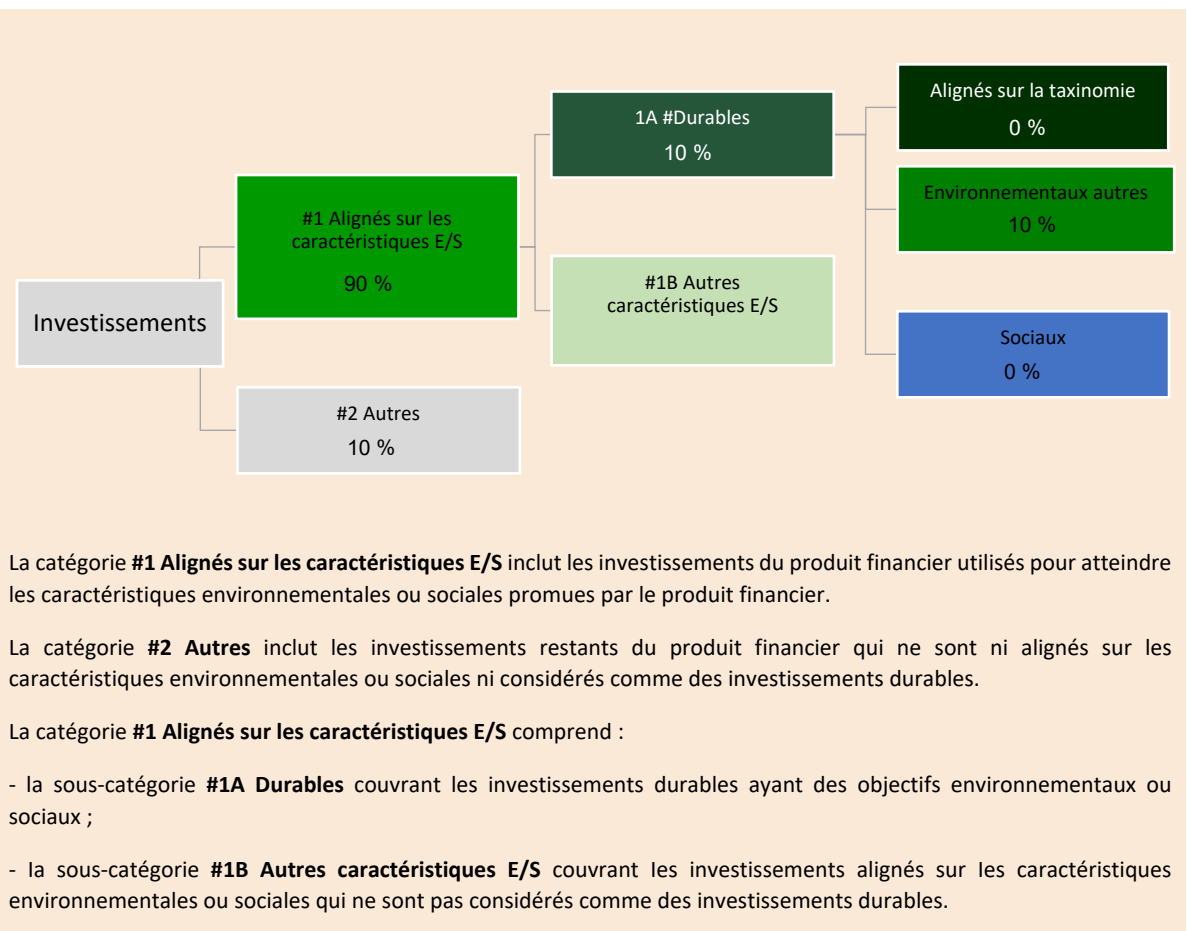 Investissements
#1 Alignés sur les
caractéristiques E/S
90 %
#2 Autres
10 %
1A #Durables
10 %
#1B Autres
caractéristiques E/S
Alignés sur la taxinomie
0 %
Environnementaux autres
10 %
Sociaux
0 %
La catégorie #1 Alignés sur les caractéristiques E/S inclut les investissements du produit financier utilisés pour atteindre
les caractéristiques environnementales ou sociales promues par le produit financier.
La catégorie #2 Autres inclut les investissements restants du produit financier qui ne sont ni alignés sur les
caractéristiques environnementales ou sociales ni considérés comme des investissements durables.
La catégorie #1 Alignés sur les caractéristiques E/S comprend :
- la sous-catégorie #1A Durables couvrant les investissements durables ayant des objectifs environnementaux ou
sociaux ;
- la sous-catégorie #1B Autres caractéristiques E/S couvrant les investissements alignés sur les caractéristiques
environnementales ou sociales qui ne sont pas considérés comme des investissements durables.